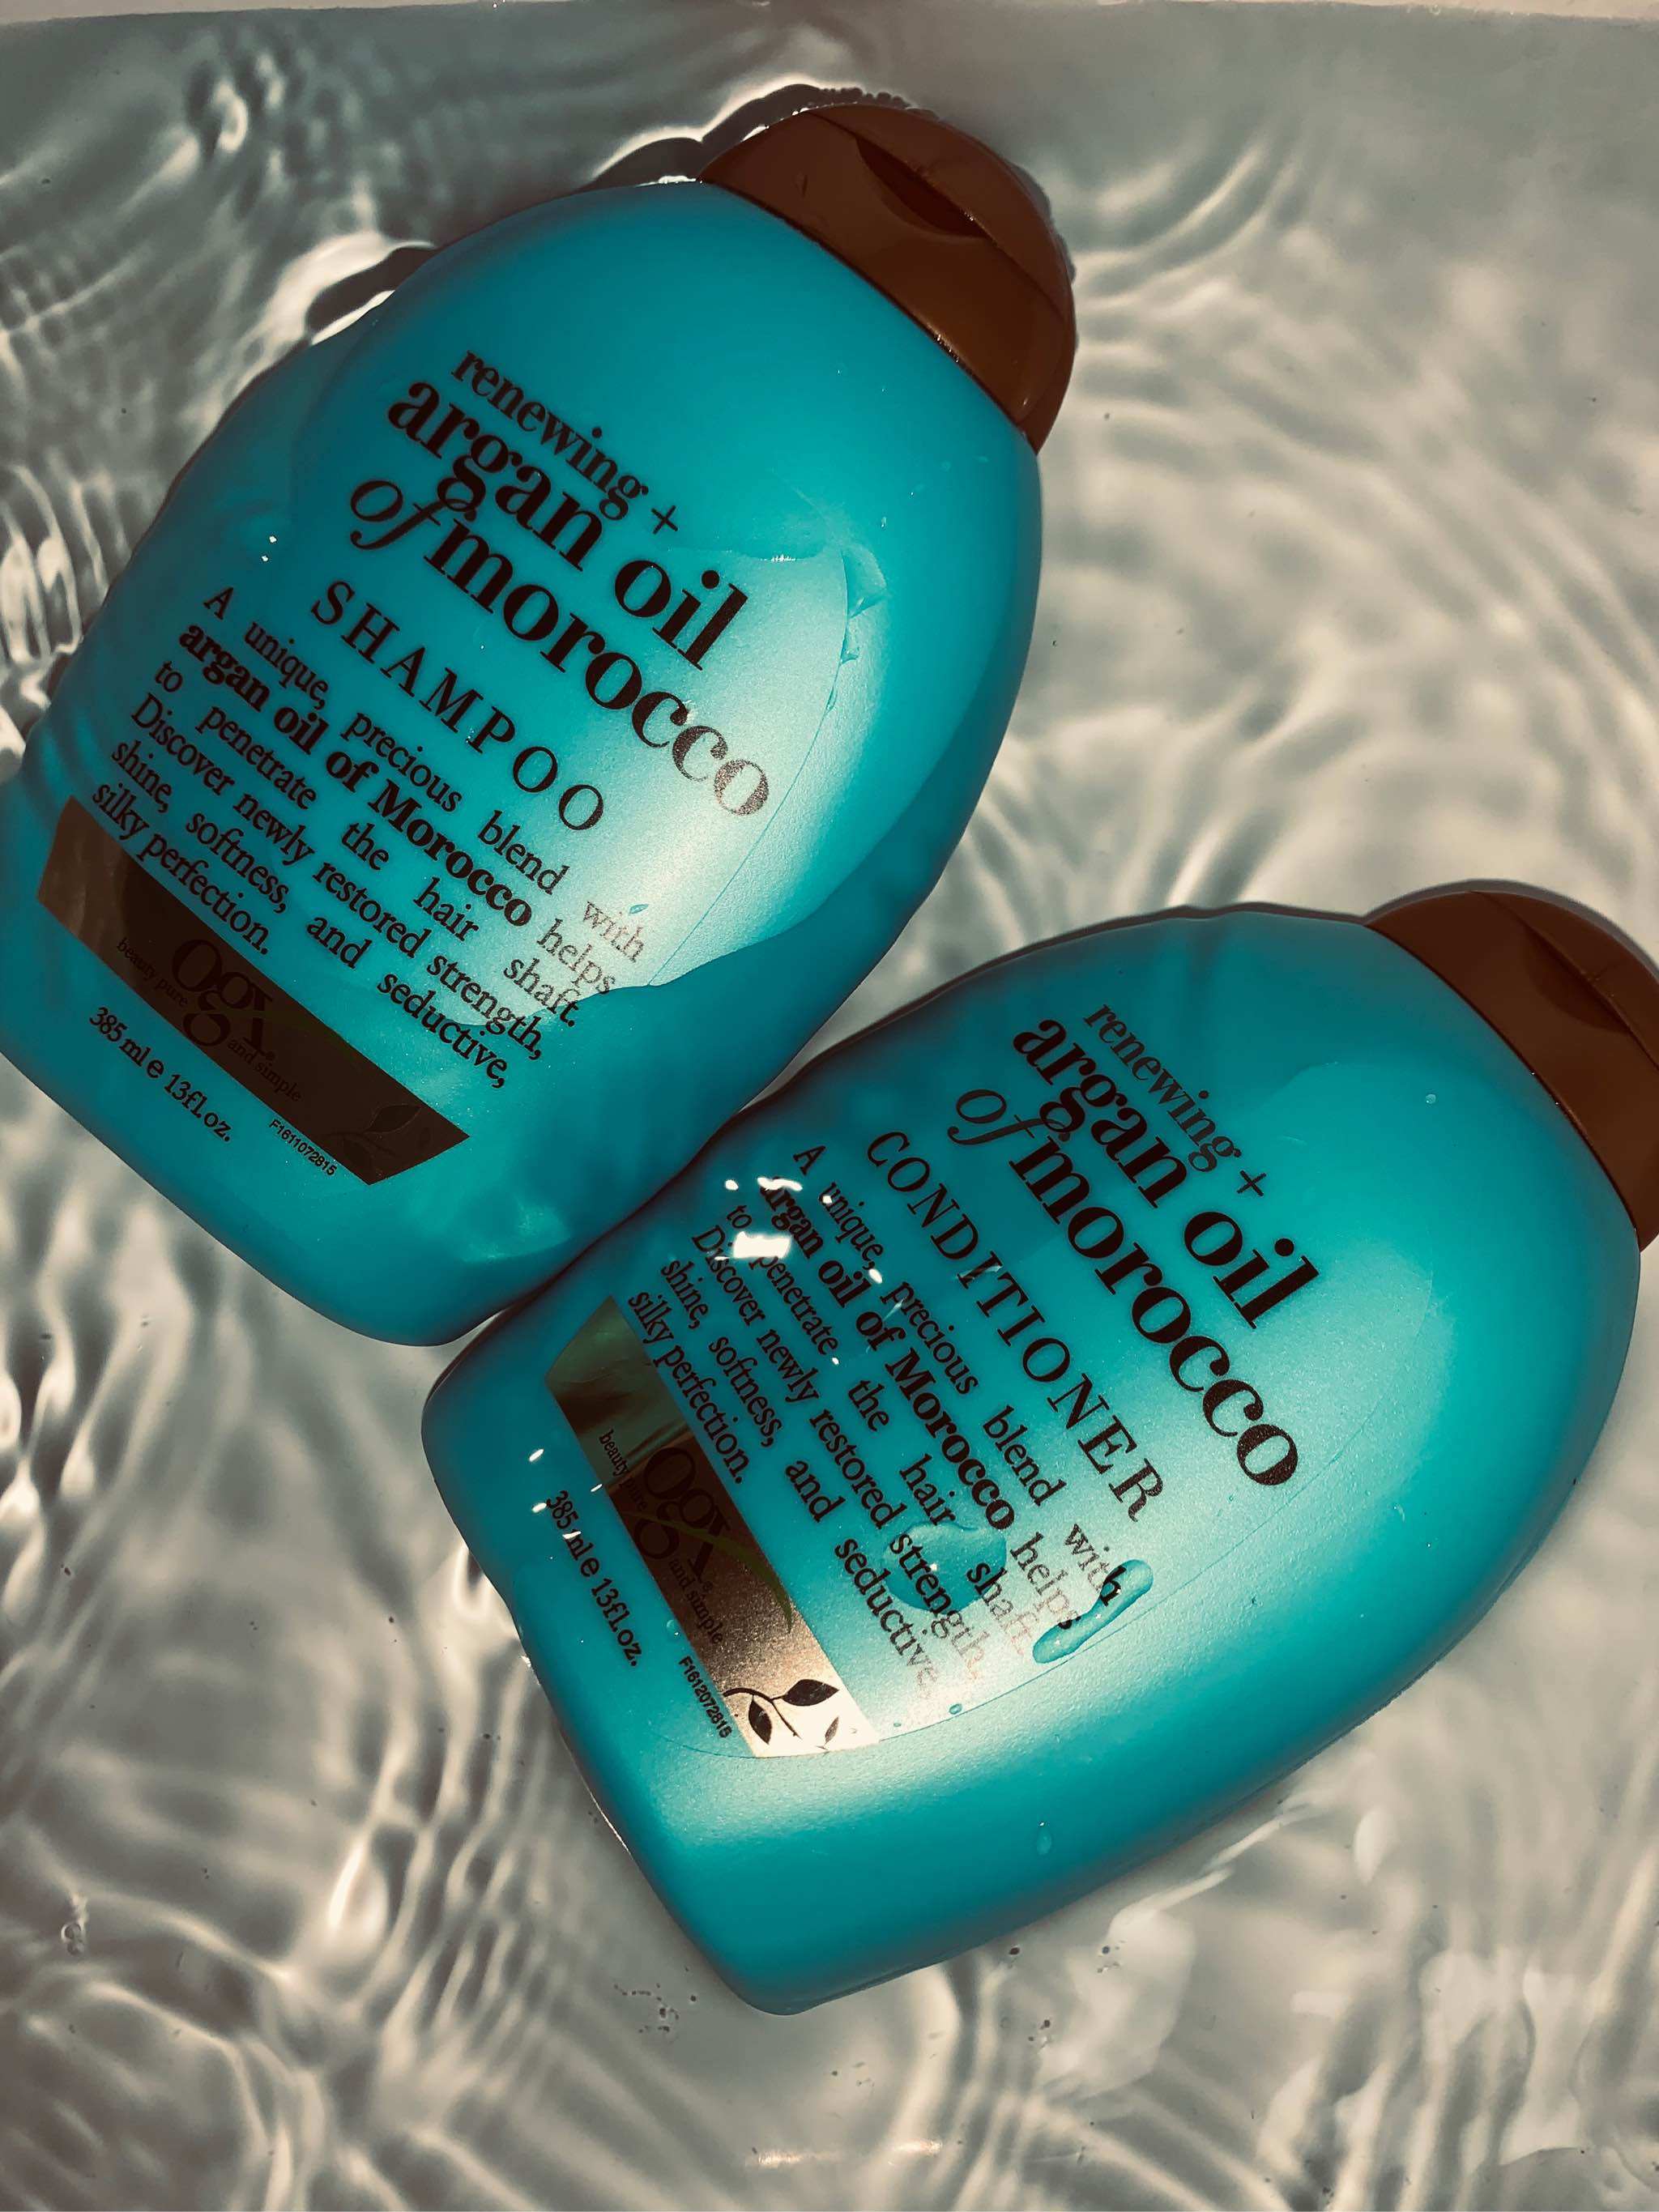 renewing +
argan oil
of morocco
SHAMPOO
A unique, precious blend with
argan oil of Morocco helps
to penetrate the hair shaft.
Discover newly restored strength,
shine, softness, and seductive,
silky perfection.
ogx®
beauty pure and simple
385 ml e 13fl.oz.
F1611072815
renewing +
argan oil
of morocco
CONDITIONER
A unique, precious blend with
argan oil of Morocco helps
to penetrate the hair shaft.
Discover newly restored strength,
shine, softness, and seductive,
silky perfection.
ogx®
beauty pure and simple
385 ml e 13fl.oz.
F1612072815